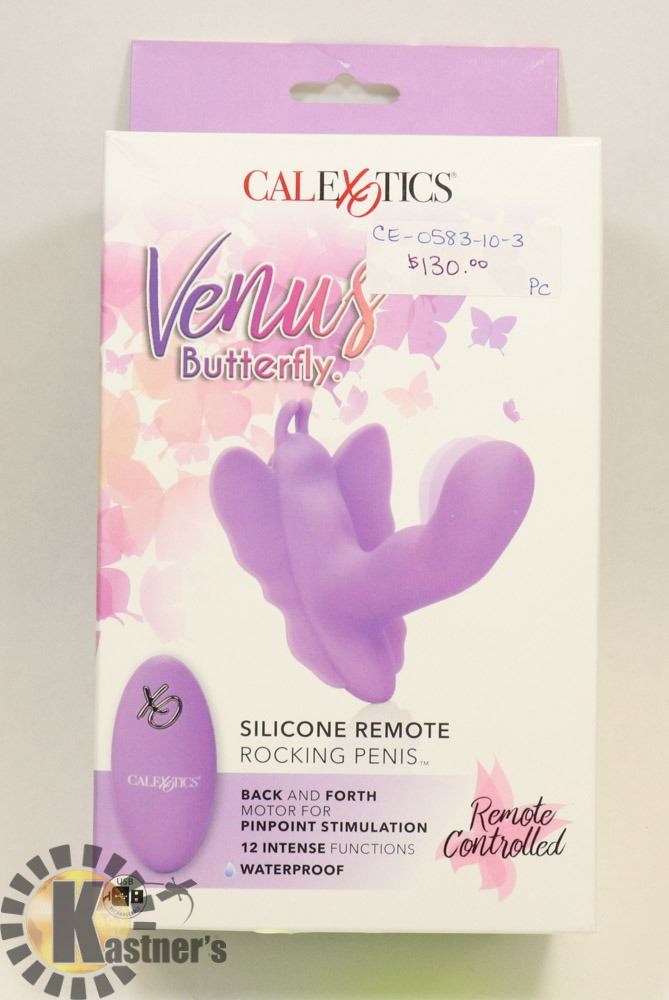 CALEXOTICS®
CE-0583-10-3
$130.00
PC
Venus
Butterfly®
SILICONE REMOTE
ROCKING PENIS™
BACK AND FORTH
MOTOR FOR
PINPOINT STIMULATION
12 INTENSE FUNCTIONS
WATERPROOF
Remote
Controlled
XO
CALEXOTICS®
USB
Kastner's